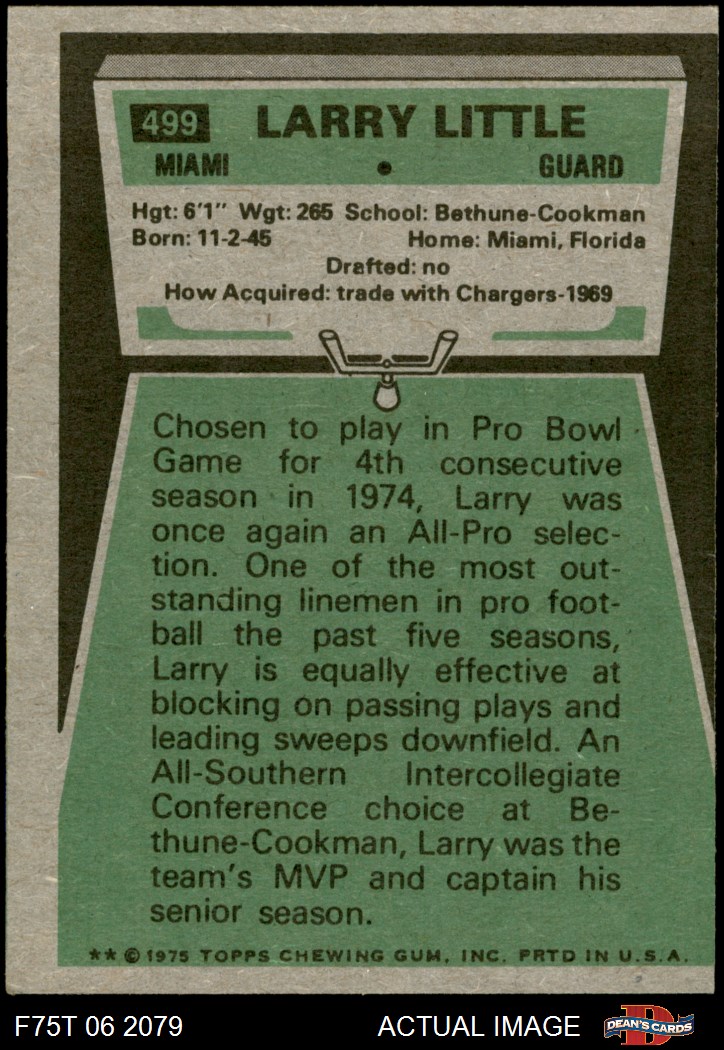 499 LARRY LITTLE
MIAMI • GUARD
Hgt: 6'1" Wgt: 265 School: Bethune-Cookman
Born: 11-2-45 Home: Miami, Florida
Drafted: no
How Acquired: trade with Chargers-1969
Chosen to play in Pro Bowl
Game for 4th consecutive
season in 1974, Larry was
once again an All-Pro selec-
tion. One of the most out-
standing linemen in pro foot-
ball the past five seasons,
Larry is equally effective at
blocking on passing plays and
leading sweeps downfield. An
All-Southern Intercollegiate
Conference choice at Be-
thune-Cookman, Larry was the
team's MVP and captain his
senior season.
** © 1975 TOPPS CHEWING GUM, INC. PRTD IN U.S.A.
F75T 06 2079 ACTUAL IMAGE D DEAN'S CARDS